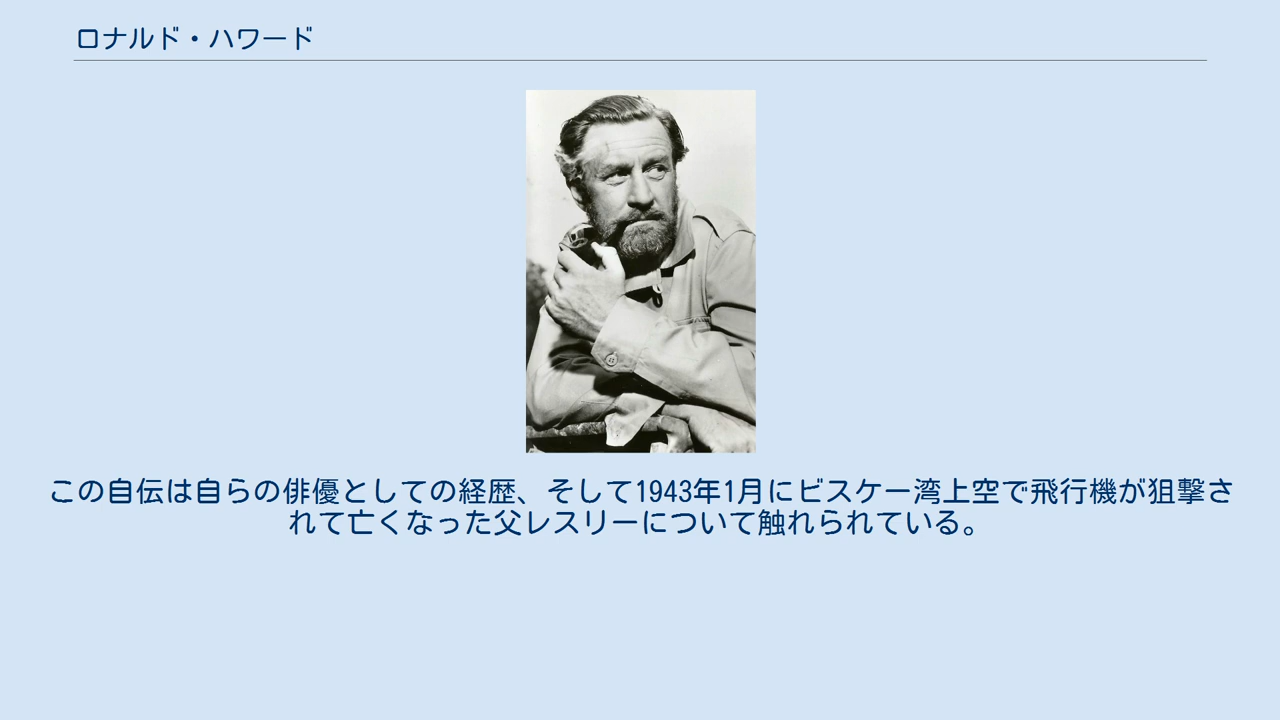 ロナルド・ハワード
この自伝は自らの俳優としての経歴、そして1943年1月にビスケー湾上空で飛行機が狙撃さ
れて亡くなった父レスリーについて触れられている。